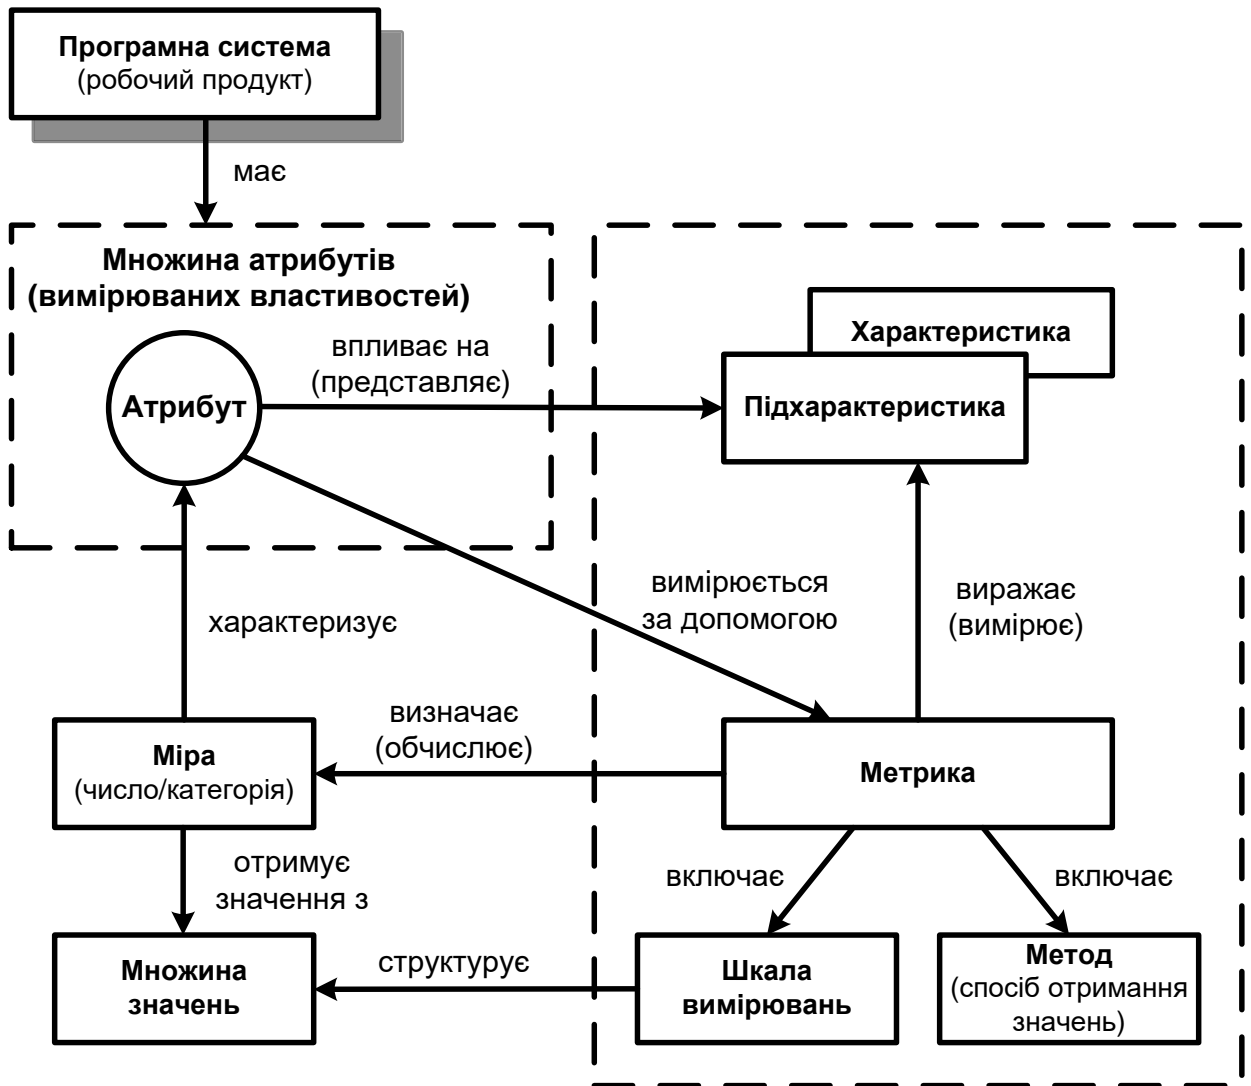 Програмна система
(робочий продукт)
має
Множина атрибутів
(вимірюваних властивостей)
Характеристика
впливає на
(представляє)
Атрибут
Підхарактеристика
вимірюється
за допомогою
виражає
(вимірює)
характеризує
визначає
(обчислює)
Міра
(число/категорія)
Метрика
отримує
значення з
включає
включає
Множина
значень
структурує
Шкала
вимірювань
Метод
(спосіб отримання
значень)